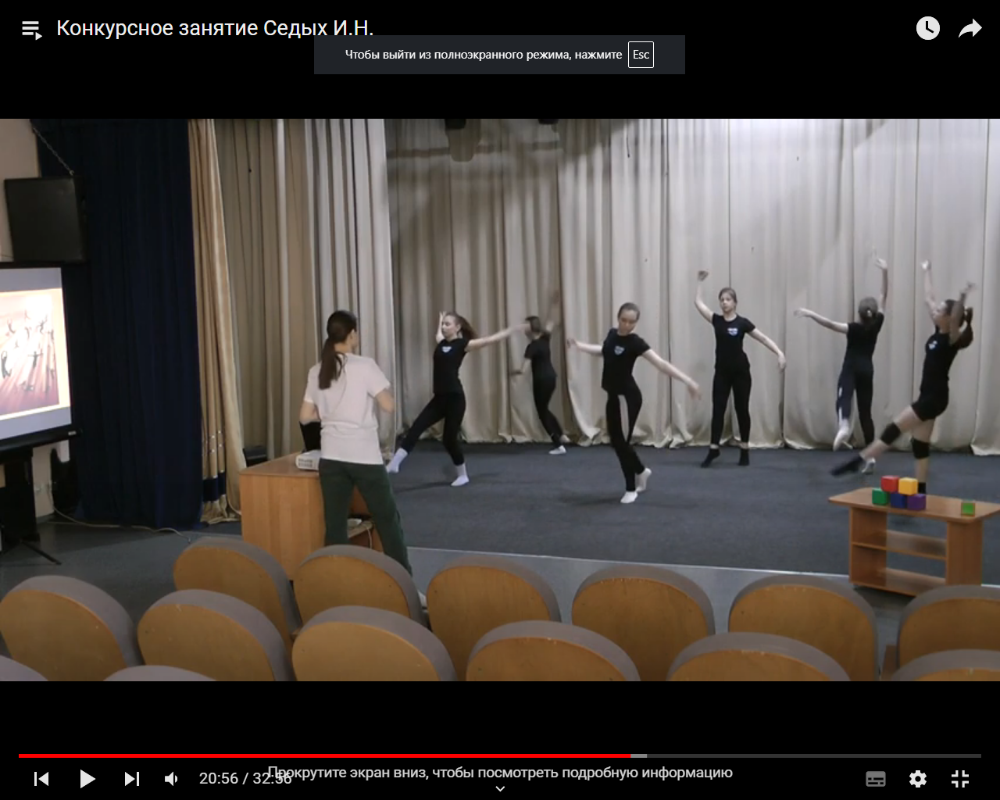 Конкурсное занятие Седых И.Н.
Чтобы выйти из полноэкранного режима, нажмите Esc
20:56 / 32:56
Прокрутите экран вниз, чтобы посмотреть подробную информацию